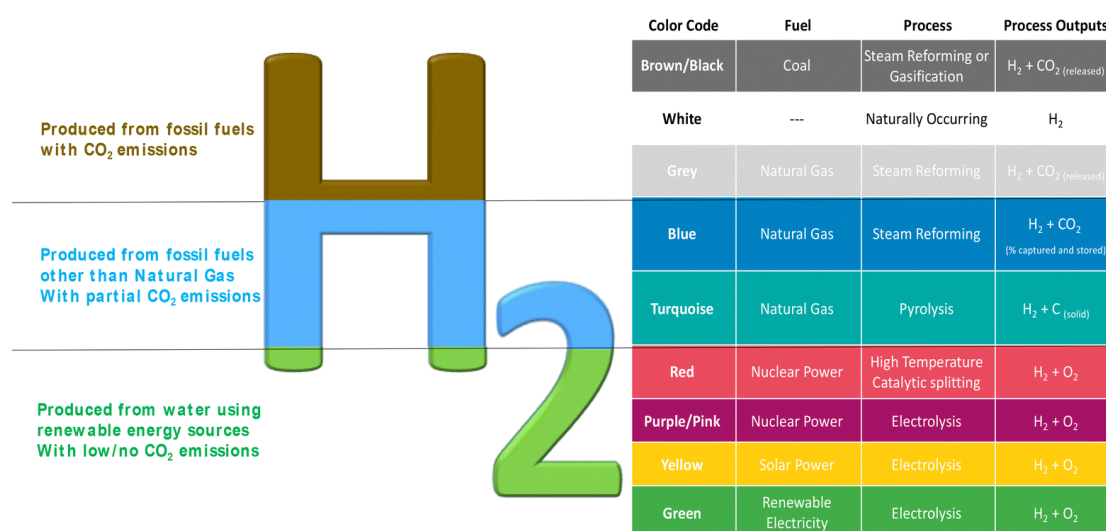 Color Code Fuel Process Process Outputs
Brown/Black Coal Steam Reforming or Gasification H₂ + CO₂ (released)
White --- Naturally Occurring H₂
Grey Natural Gas Steam Reforming H₂ + CO₂ (released)
Blue Natural Gas Steam Reforming H₂ + CO₂ (% captured and stored)
Turquoise Natural Gas Pyrolysis H₂ + C (solid)
Red Nuclear Power High Temperature Catalytic splitting H₂ + O₂
Purple/Pink Nuclear Power Electrolysis H₂ + O₂
Yellow Solar Power Electrolysis H₂ + O₂
Green Renewable Electricity Electrolysis H₂ + O₂
Produced from fossil fuels
with CO₂ emissions
Produced from fossil fuels
other than Natural Gas
With partial CO₂ emissions
Produced from water using
renewable energy sources
With low/no CO₂ emissions
H₂